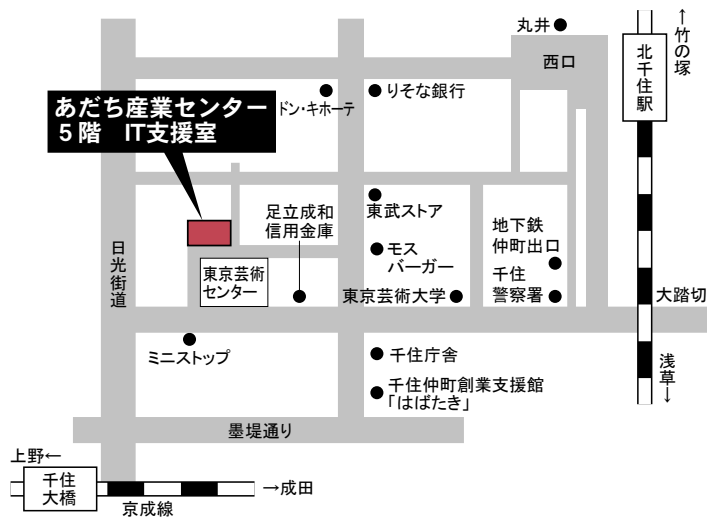 丸井
←竹の塚
西口
北千住駅
りそな銀行
ドン・キホーテ
あだち産業センター
5階　IT支援室
足立成和
信用金庫
東武ストア
地下鉄
仲町出口
モス
バーガー
千住
警察署
日光街道
東京芸術
センター
東京芸術大学
大踏切
ミニストップ
千住庁舎
浅草→
千住仲町創業支援館
「はばたき」
墨堤通り
上野←
千住
大橋
→成田
京成線